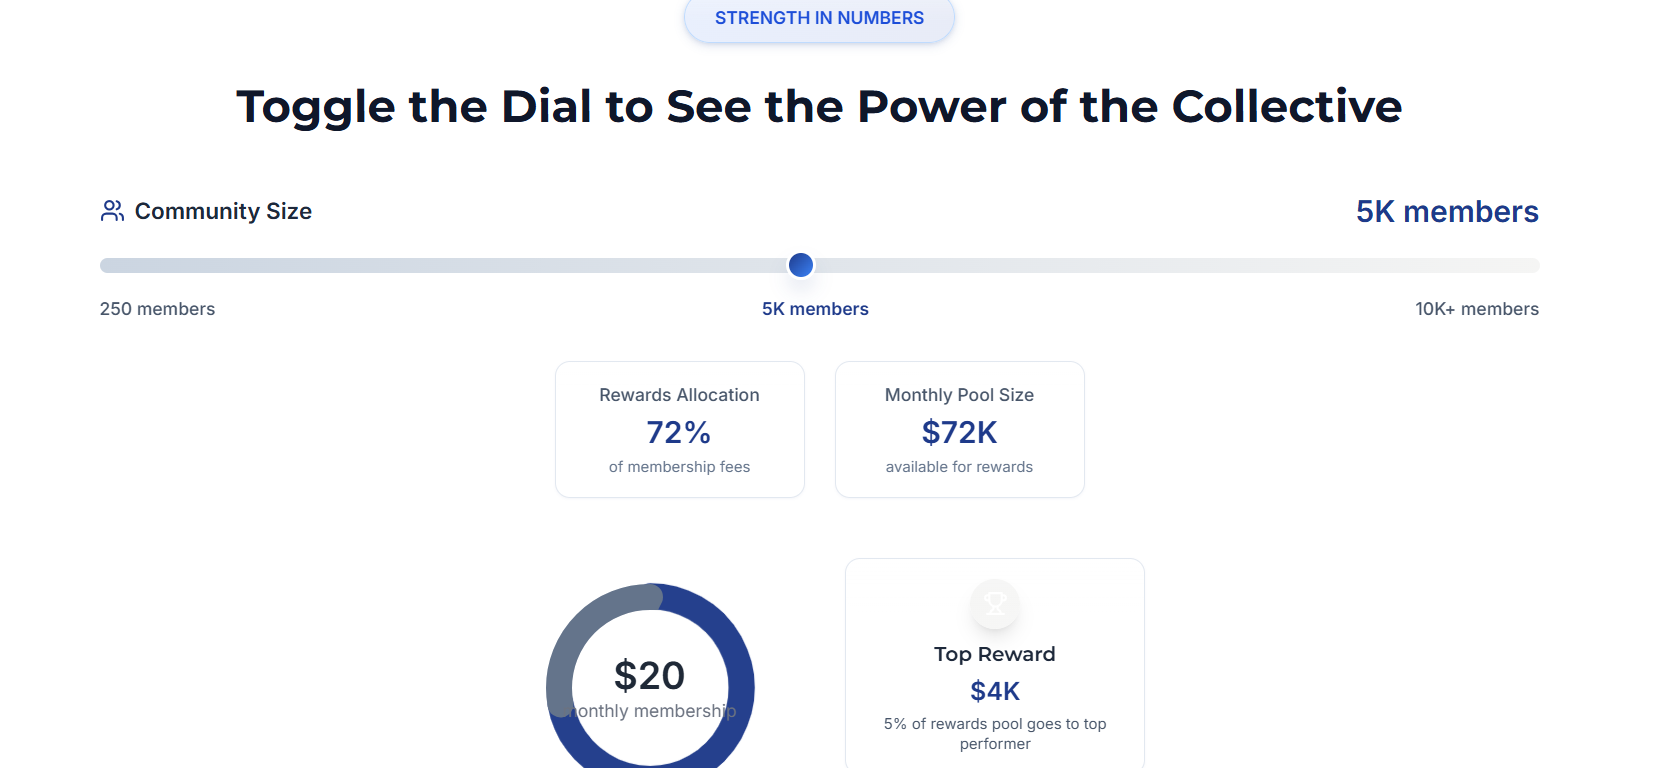 STRENGTH IN NUMBERS
Toggle the Dial to See the Power of the Collective
Community Size
5K members
250 members
5K members
10K+ members
Rewards Allocation
72%
of membership fees
Monthly Pool Size
$72K
available for rewards
$20
monthly membership
Top Reward
$4K
5% of rewards pool goes to top
performer